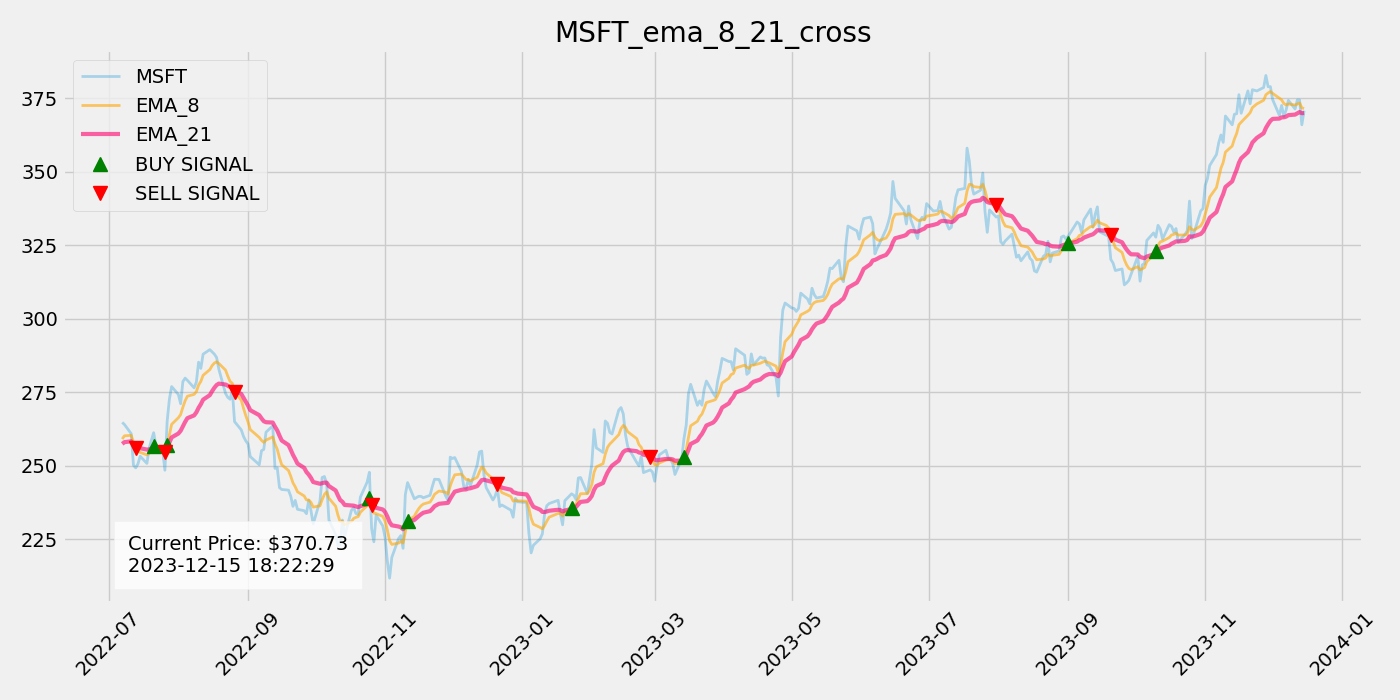 MSFT_ema_8_21_cross
MSFT
EMA_8
EMA_21
BUY SIGNAL
SELL SIGNAL
375
350
325
300
275
250
225
Current Price: $370.73
2023-12-15 18:22:29
2022-07
2022-09
2022-11
2023-01
2023-03
2023-05
2023-07
2023-09
2023-11
2024-01